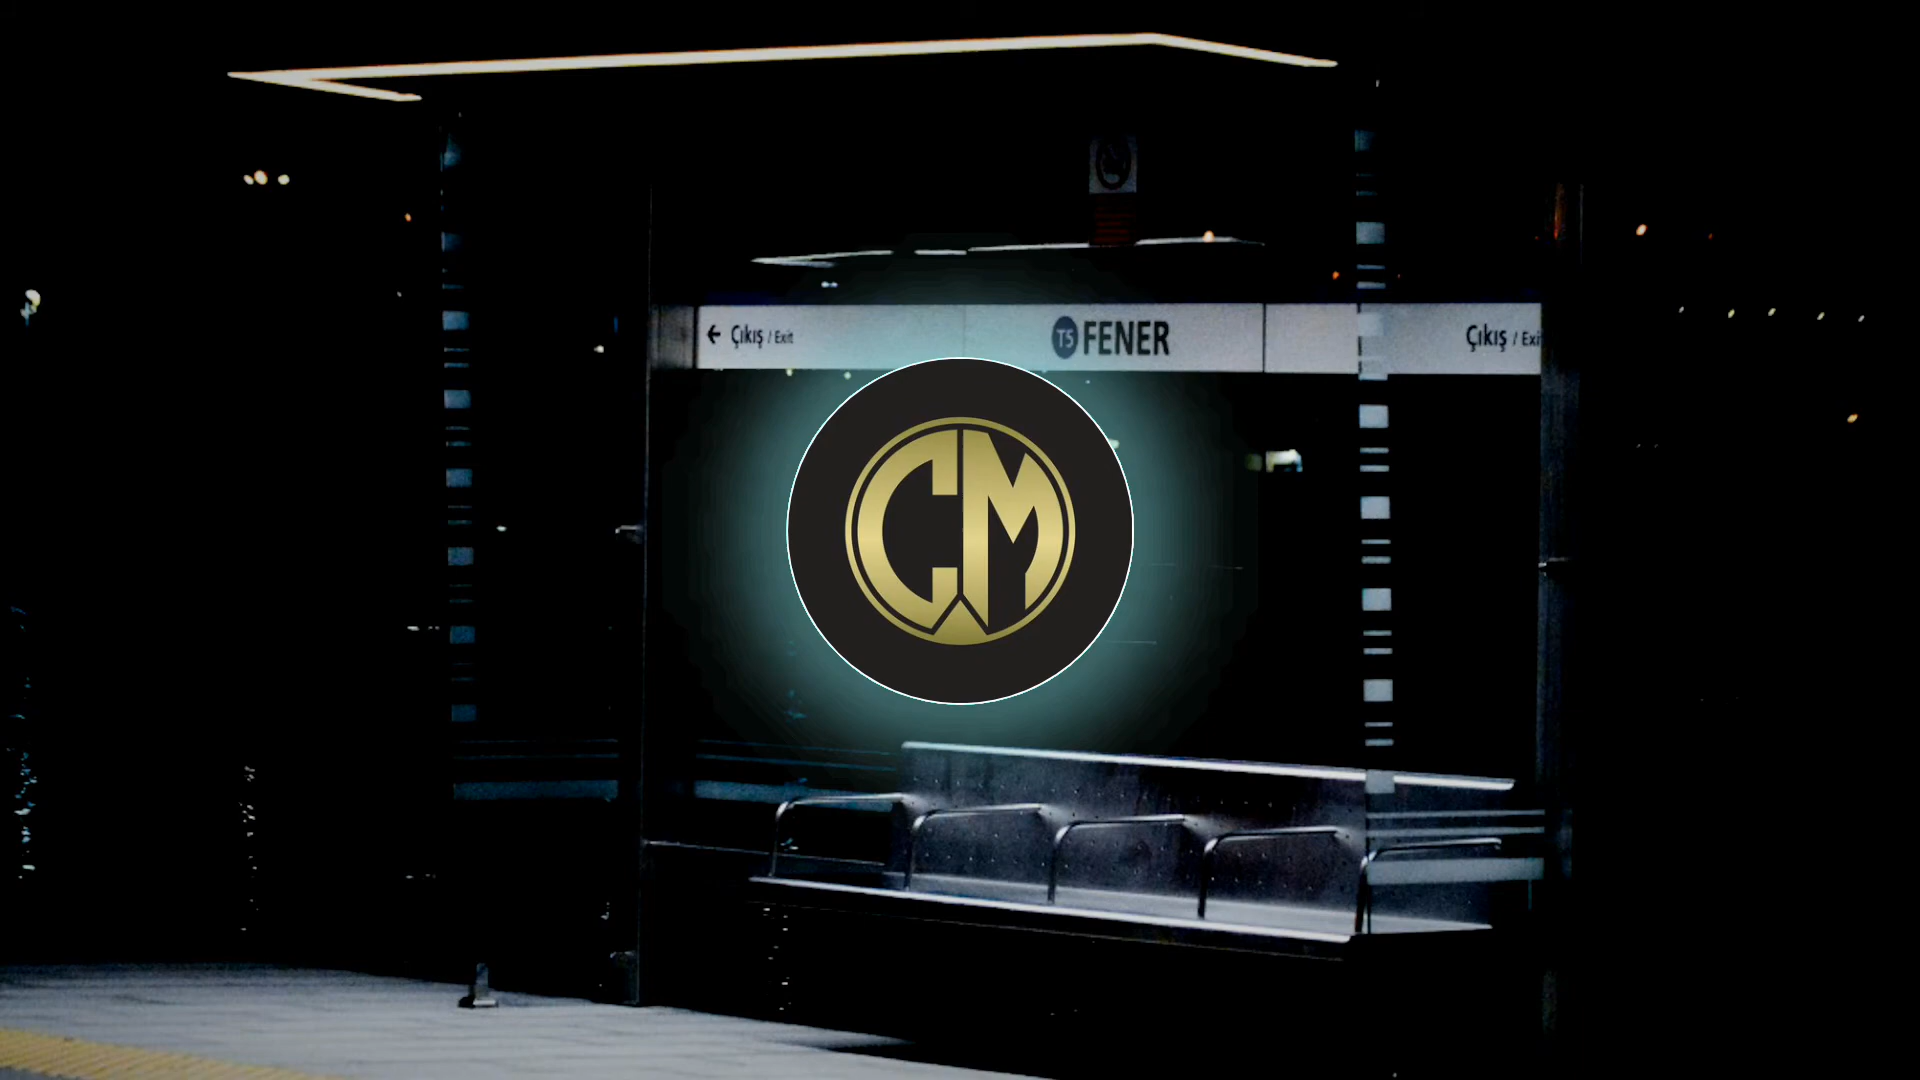 ← Çıkış / Exit
T5 FENER
Çıkış / Exi
CM